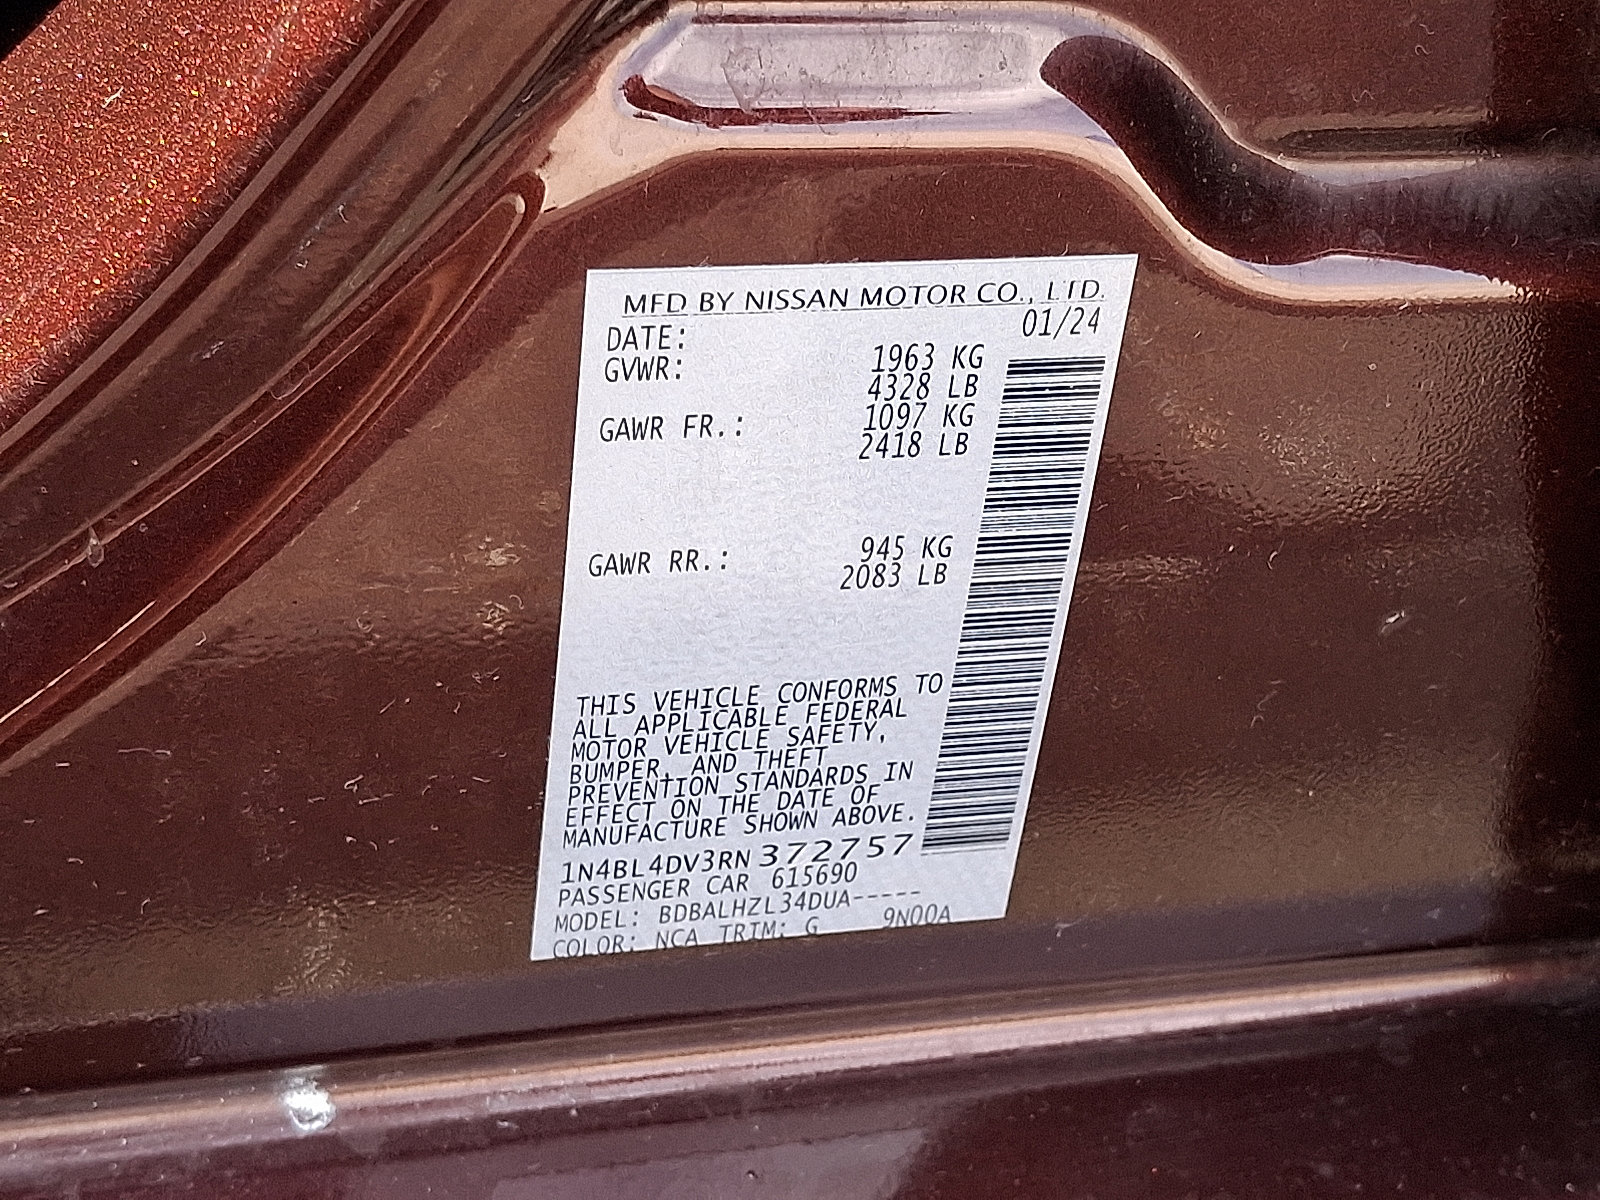 MFD BY NISSAN MOTOR CO., LTD.
DATE: 01/24
GVWR: 1963 KG
4328 LB
GAWR FR.: 1097 KG
2418 LB
GAWR RR.: 945 KG
2083 LB
THIS VEHICLE CONFORMS TO
ALL APPLICABLE FEDERAL
MOTOR VEHICLE SAFETY,
BUMPER, AND THEFT
PREVENTION STANDARDS IN
EFFECT ON THE DATE OF
MANUFACTURE SHOWN ABOVE.
1N4BL4DV3RN372757
PASSENGER CAR 615690
MODEL: BDBALHZL34DUA-----
COLOR: NCA TRIM: G 9N00A